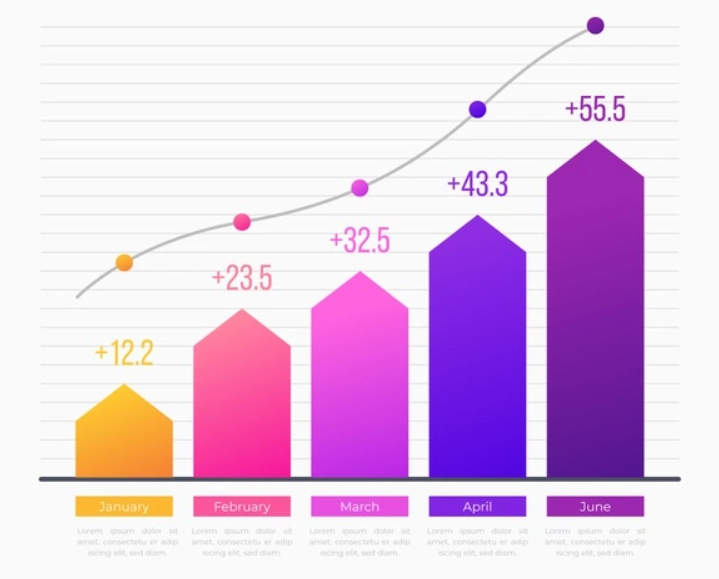 +55.5
+43.3
+32.5
+23.5
+12.2
January February March April June
Lorem ipsum dolor sit Lorem ipsum dolor sit Lorem ipsum dolor sit Lorem ipsum dolor sit Lorem ipsum dolor sit
amet, consectetu er adip amet, consectetu er adip amet, consectetu er adip amet, consectetu er adip amet, consectetu er adip
iscing elit, sed diam. iscing elit, sed diam. iscing elit, sed diam. iscing elit, sed diam. iscing elit, sed diam.